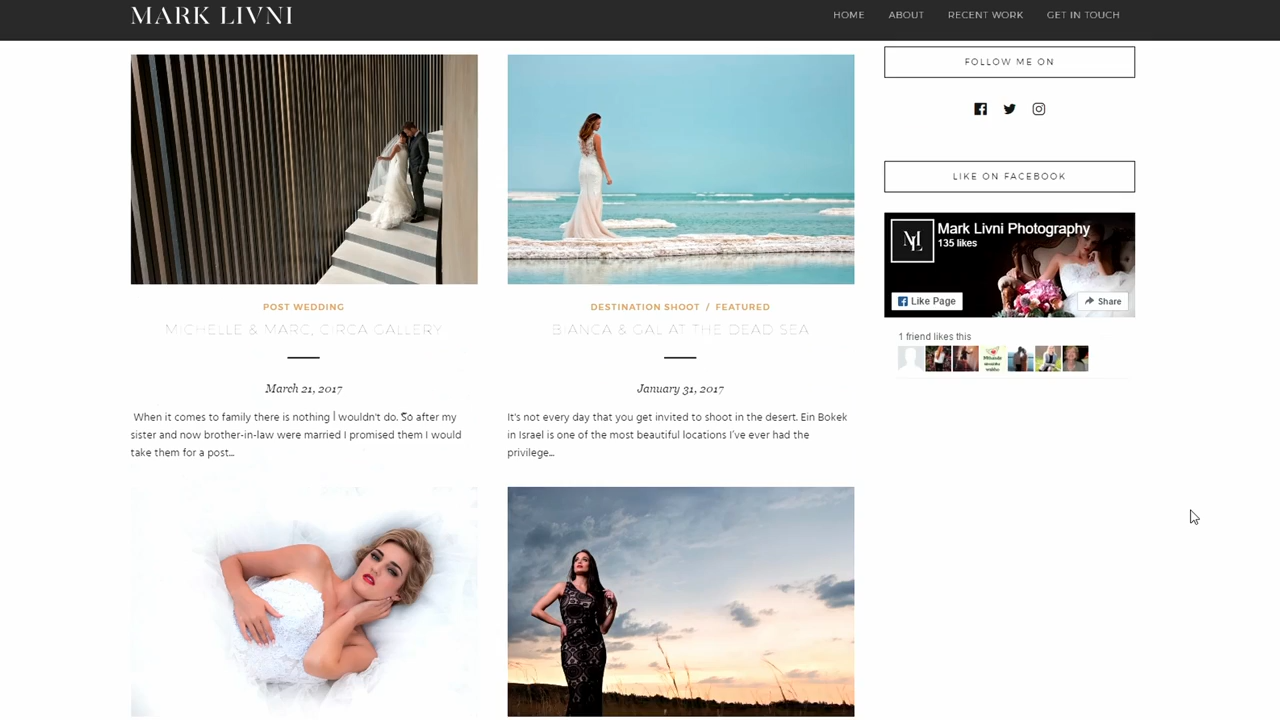 MARK LIVNI
HOME ABOUT RECENT WORK GET IN TOUCH
POST WEDDING
MICHELLE & MARC, CIRCA GALLERY
March 21, 2017
When it comes to family there is nothing I wouldn't do. So after my
sister and now brother-in-law were married I promised them I would
take them for a post...
DESTINATION SHOOT / FEATURED
BIANCA & GAL AT THE DEAD SEA
January 31, 2017
It's not every day that you get invited to shoot in the desert. Ein Bokek
in Israel is one of the most beautiful locations I've ever had the
privilege...
FOLLOW ME ON
LIKE ON FACEBOOK
Mark Livni Photography
135 likes
Like Page
Share
1 friend likes this